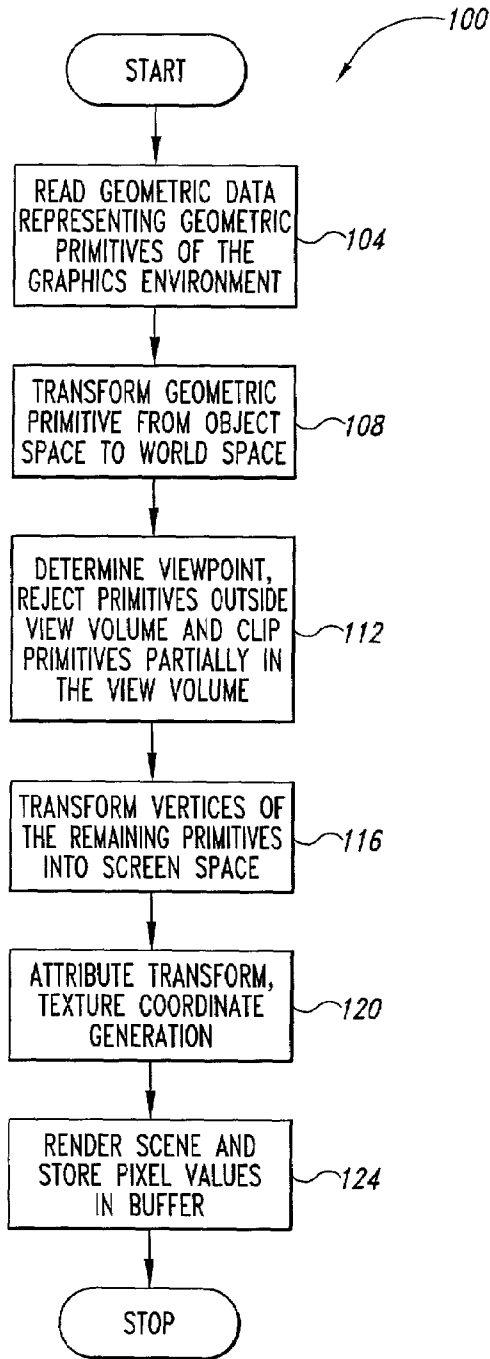 100
START
READ GEOMETRIC DATA
REPRESENTING GEOMETRIC
PRIMITIVES OF THE
GRAPHICS ENVIRONMENT
104
TRANSFORM GEOMETRIC
PRIMITIVE FROM OBJECT
SPACE TO WORLD SPACE
108
DETERMINE VIEWPOINT,
REJECT PRIMITIVES OUTSIDE
VIEW VOLUME AND CLIP
PRIMITIVES PARTIALLY IN
THE VIEW VOLUME
112
TRANSFORM VERTICES OF
THE REMAINING PRIMITIVES
INTO SCREEN SPACE
116
ATTRIBUTE TRANSFORM,
TEXTURE COORDINATE
GENERATION
120
RENDER SCENE AND
STORE PIXEL VALUES
IN BUFFER
124
STOP